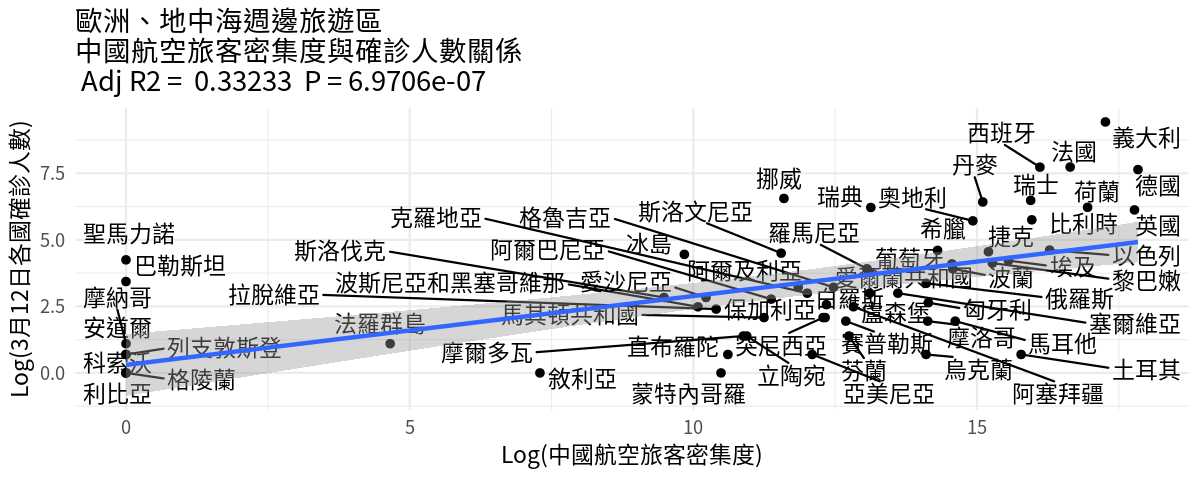 歐洲、地中海週邊旅遊區
中國航空旅客密集度與確診人數關係
Adj R2 = 0.33233 P = 6.9706e-07
Log(3月12日各國確診人數)
7.5
5.0
2.5
0.0
西班牙
義大利
法國
丹麥
挪威
瑞典
奧地利
瑞士
荷蘭
德國
克羅地亞
格魯吉亞
斯洛文尼亞
希臘
比利時
英國
聖馬力諾
羅馬尼亞
捷克
斯洛伐克
阿爾巴尼亞
冰島
葡萄牙
以色列
巴勒斯坦
阿爾及利亞
埃及
波斯尼亞和黑塞哥維那
愛沙尼亞
愛爾蘭共和國
波蘭
黎巴嫩
摩納哥
拉脫維亞
俄羅斯
安道爾
法羅群島
馬其頓共和國
保加利亞
白羅斯
盧森堡
匈牙利
塞爾維亞
科索沃
列支敦斯登
摩爾多瓦
直布羅陀
突尼西亞
賽普勒斯
摩洛哥
馬耳他
格陵蘭
敘利亞
立陶宛
芬蘭
烏克蘭
土耳其
利比亞
蒙特內哥羅
亞美尼亞
阿塞拜疆
0
5
10
15
Log(中國航空旅客密集度)